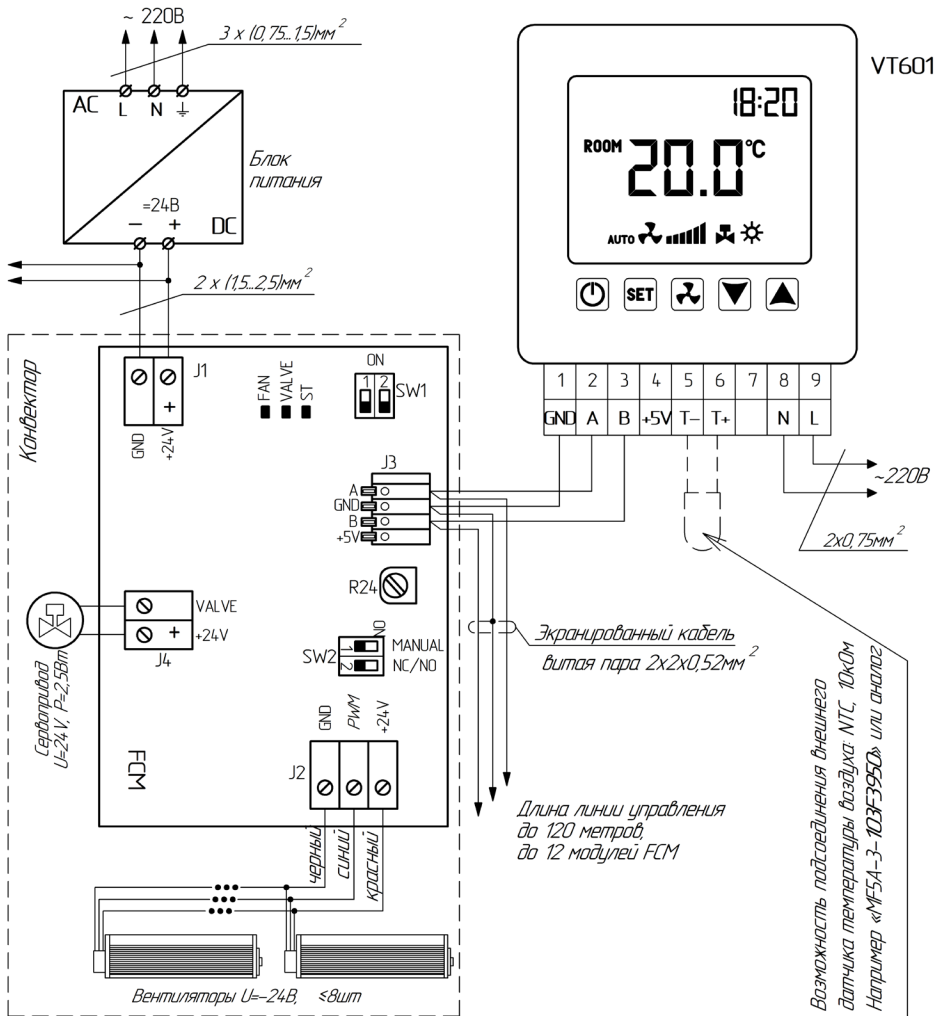 ~ 220В
3 x (0,75...1,5)мм²
AC
L N
Блок
питания
=24В
− +
DC
2 x (1,5...2,5)мм²
VT601
18:20
ROOM
20.0°C
AUTO
SET
1 2 3 4 5 6 7 8 9
GND A B +5V T− T+ N L
~220В
2x0,75мм²
Конвектор
J1
+
GND
+24V
FAN
VALVE
ST
ON
1 2
SW1
J3
A
GND
B
+5V
R24
VALVE
+ +24V
J4
Сервопривод
U=24V, P=2,5Вт
NO
SW2
1
2
MANUAL
NC/NO
GND
PWM
+24V
J2
FCM
черный
синий
красный
Экранированный кабель
витая пара 2x2x0,52мм²
Длина линии управления
до 120 метров,
до 12 модулей FCM
Возможность подсоединения внешнего
датчика температуры воздуха: NTC, 10кОм
Например «MF5A-3-103F3950» или аналог
Вентиляторы U=−24В, ≤8шт